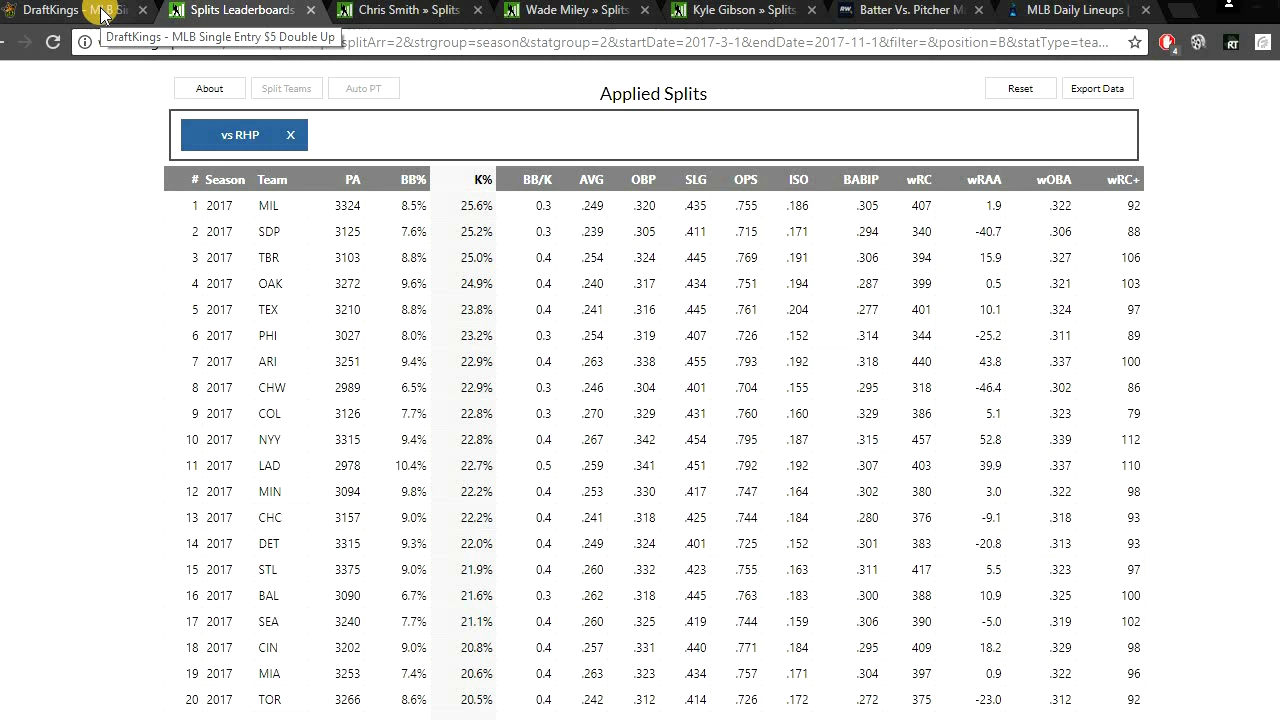 DraftKings - MLB Si
Splits Leaderboards
Chris Smith » Splits
Wade Miley » Splits
Kyle Gibson » Splits
Batter Vs. Pitcher M
MLB Daily Lineups |
DraftKings - MLB Single Entry $5 Double Up
splitArr=2&strgroup=season&statgroup=2&startDate=2017-3-1&endDate=2017-11-1&filter=&position=B&statType=tea...
4
RT
About
Split Teams
Auto PT
Applied Splits
Reset
Export Data
vs RHP X
# Season Team PA BB% K% BB/K AVG OBP SLG OPS ISO BABIP wRC wRAA wOBA wRC+
1 2017 MIL 3324 8.5% 25.6% 0.3 .249 .320 .435 .755 .186 .305 407 1.9 .322 92
2 2017 SDP 3125 7.6% 25.2% 0.3 .239 .305 .411 .715 .171 .294 340 -40.7 .306 88
3 2017 TBR 3103 8.8% 25.0% 0.4 .254 .324 .445 .769 .191 .306 394 15.9 .327 106
4 2017 OAK 3272 9.6% 24.9% 0.4 .240 .317 .434 .751 .194 .287 399 0.5 .321 103
5 2017 TEX 3210 8.8% 23.8% 0.4 .241 .316 .445 .761 .204 .277 401 10.1 .324 97
6 2017 PHI 3027 8.0% 23.2% 0.3 .254 .319 .407 .726 .152 .314 344 -25.2 .311 89
7 2017 ARI 3251 9.4% 22.9% 0.4 .263 .338 .455 .793 .192 .318 440 43.8 .337 100
8 2017 CHW 2989 6.5% 22.9% 0.3 .246 .304 .401 .704 .155 .295 318 -46.4 .302 86
9 2017 COL 3126 7.7% 22.8% 0.3 .270 .329 .431 .760 .160 .329 386 5.1 .323 79
10 2017 NYY 3315 9.4% 22.8% 0.4 .267 .342 .454 .795 .187 .315 457 52.8 .339 112
11 2017 LAD 2978 10.4% 22.7% 0.5 .259 .341 .451 .792 .192 .307 403 39.9 .337 110
12 2017 MIN 3094 9.8% 22.2% 0.4 .253 .330 .417 .747 .164 .302 380 3.0 .322 98
13 2017 CHC 3157 9.0% 22.2% 0.4 .241 .318 .425 .744 .184 .280 376 -9.1 .318 93
14 2017 DET 3315 9.3% 22.0% 0.4 .249 .324 .401 .725 .152 .301 383 -20.8 .313 93
15 2017 STL 3375 9.0% 21.9% 0.4 .260 .332 .423 .755 .163 .311 417 5.5 .323 97
16 2017 BAL 3090 6.7% 21.6% 0.3 .262 .318 .445 .763 .183 .300 388 10.9 .325 100
17 2017 SEA 3240 7.7% 21.1% 0.4 .260 .325 .419 .744 .159 .306 390 -5.0 .319 102
18 2017 CIN 3202 9.0% 20.8% 0.4 .257 .331 .440 .771 .184 .295 409 18.2 .329 98
19 2017 MIA 3253 7.4% 20.6% 0.4 .263 .323 .434 .757 .171 .304 397 0.9 .322 96
20 2017 TOR 3266 8.6% 20.5% 0.4 .242 .312 .414 .726 .172 .272 375 -23.0 .312 92